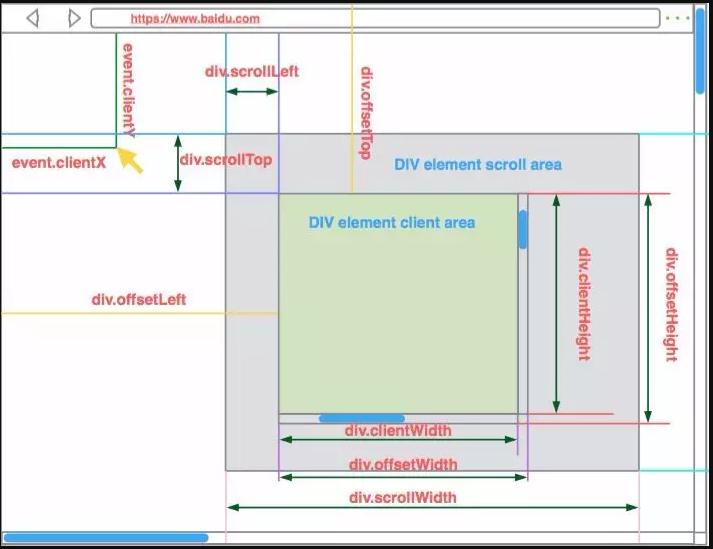 https://www.baidu.com
event.clientY
div.scrollLeft
div.offsetTop
event.clientX
div.scrollTop
DIV element scroll area
DIV element client area
div.offsetLeft
div.clientHeight
div.offsetHeight
div.clientWidth
div.offsetWidth
div.scrollWidth